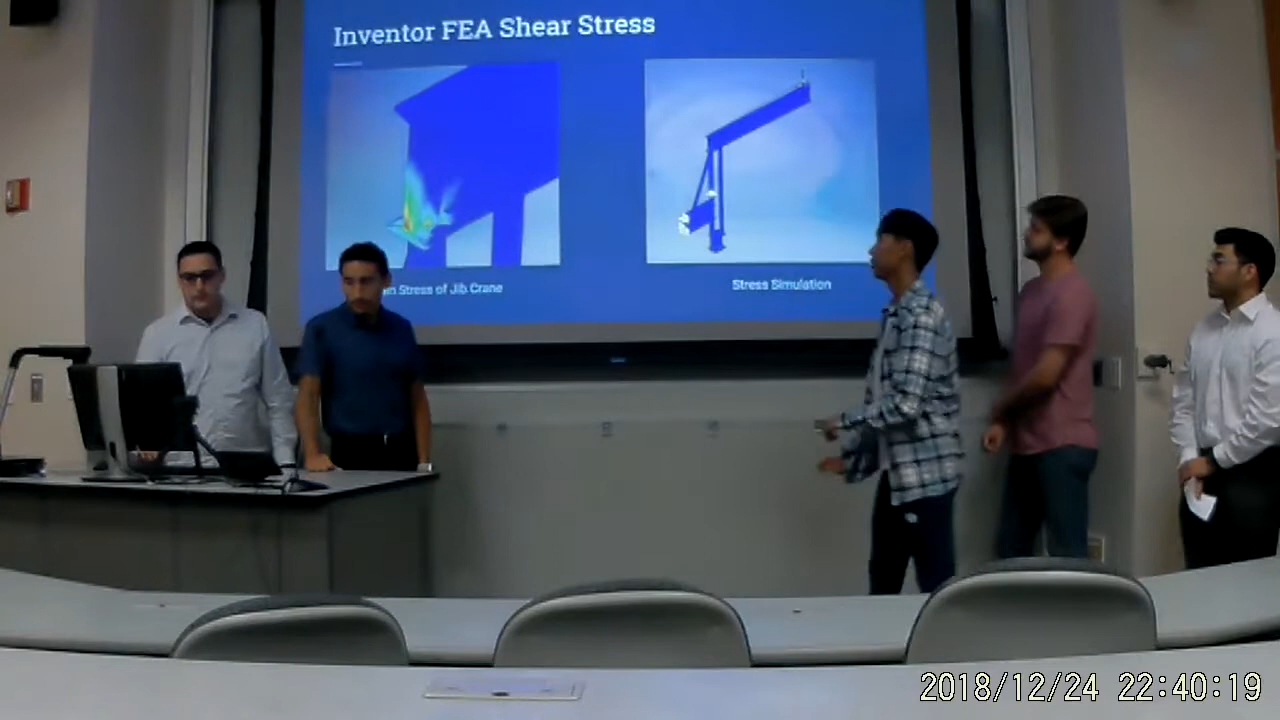 Inventor FEA Shear Stress
Stress of Jib Crane
Stress Simulation
2018/12/24 22:40:19